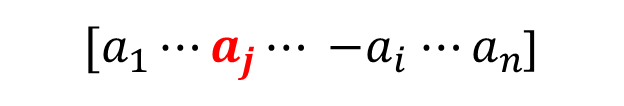 [a₁ ⋯ aⱼ ⋯ −aᵢ ⋯ aₙ]